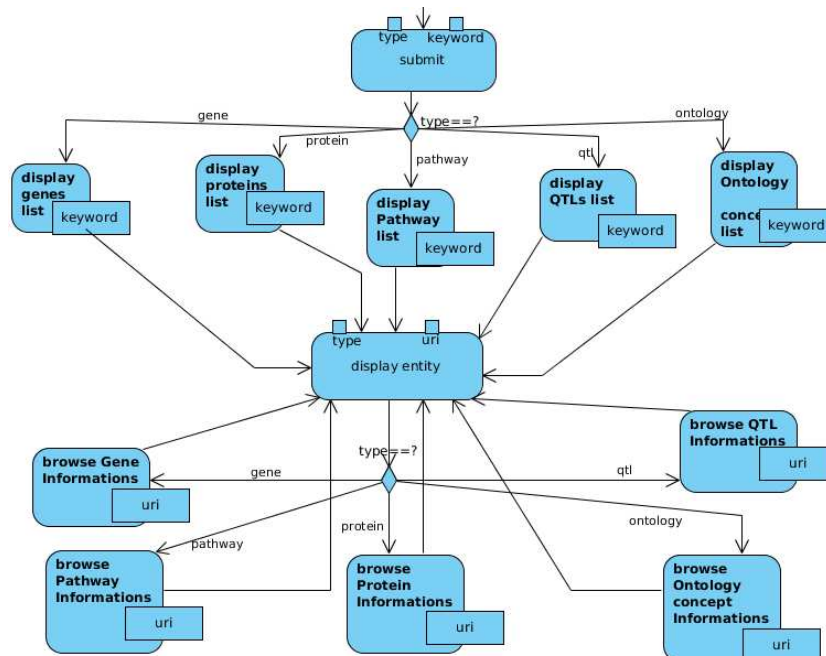 type keyword
submit
type==?
gene
protein
pathway
qtl
ontology
display
genes
list
keyword
display
proteins
list
keyword
display
Pathway
list
keyword
display
QTLs list
keyword
display
Ontology
list
keyword
type uri
display entity
type==?
gene
qtl
pathway
protein
ontology
browse Gene
Informations
uri
browse QTL
Informations
uri
browse
Pathway
Informations
uri
browse
Protein
Informations
uri
browse
Ontology
concept
Informations
uri